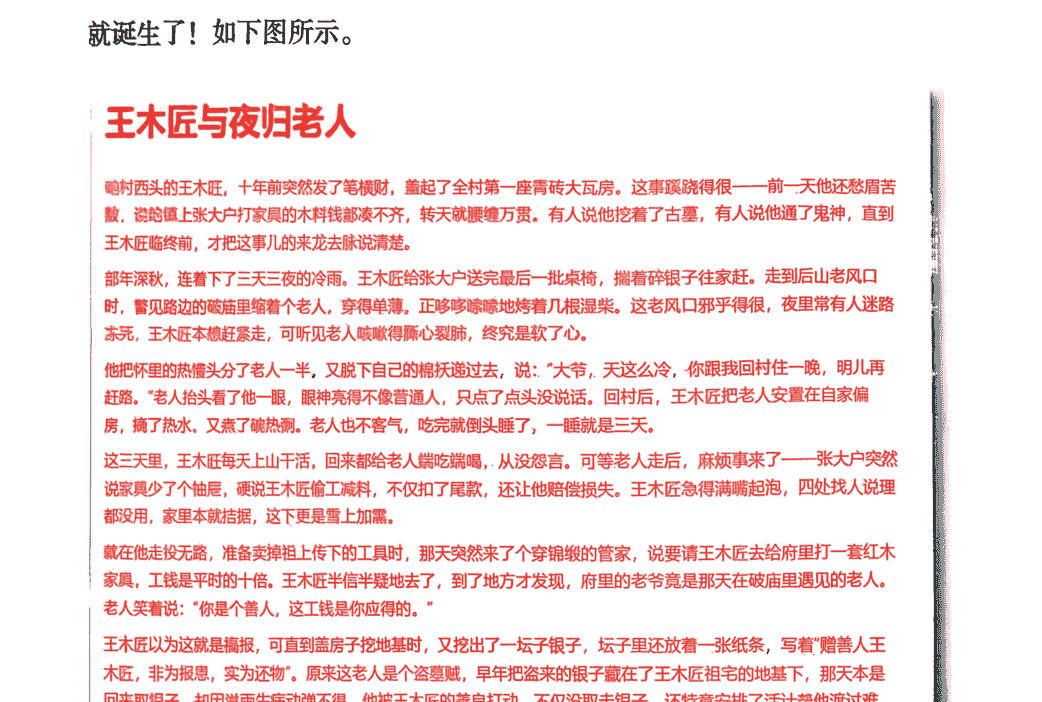 就诞生了！如下图所示。
王木匠与夜归老人
村西头的王木匠，十年前突然发了笔横财，盖起了全村第一座青砖大瓦房。这事蹊跷得很——前一天他还愁眉苦
镇上张大户打家具的木料钱都凑不齐，转天就腰缠万贯。有人说他挖着了古墓，有人说他通了鬼神，直到
王木匠临终前，才把这事儿的来龙去脉说清楚。
年深秋，连着下了三天三夜的冷雨。王木匠给张大户送完最后一批桌椅，揣着碎银子往家赶。走到后山老风口
时，瞥见路边的破庙里缩着个老人，穿得单薄。正哆哆嗦嗦地烤着几根湿柴。这老风口邪乎得很，夜里常有人迷路
冻死，王木匠本想赶紧走，可听见老人咳嗽得撕心裂肺，终究是软了心。
他把怀里的热馒头分了老人一半，又脱下自己的棉袄递过去，说：“大爷，天这么冷，你跟我回村住一晚，明儿再
赶路。”老人抬头看了他一眼，眼神亮得不像普通人，只点了点头没说话。回村后，王木匠把老人安置在自家偏
房，烧了热水，又煮了碗热粥。老人也不客气，吃完就倒头睡了，一睡就是三天。
这三天里，王木匠每天上山干活，回来都给老人端吃端喝，从没怨言。可等老人走后，麻烦事来了——张大户突然
说家具少了个抽屉，硬说王木匠偷工减料，不仅扣了尾款，还让他赔偿损失。王木匠急得满嘴起泡，四处找人说理
都没用，家里本就拮据，这下更是雪上加霜。
就在他走投无路，准备卖掉祖上传下的工具时，那天突然来了个穿锦缎的管家，说要请王木匠去给府里打一套红木
家具，工钱是平时的十倍。王木匠半信半疑地去了，到了地方才发现，府里的老爷竟是那天在破庙里遇见的老人。
老人笑着说：“你是个善人，这工钱是你应得的。”
王木匠以为这就是福报，可直到盖房子挖地基时，又挖出了一坛子银子，坛子里还放着一张纸条，写着“赠善人王
木匠，非为报恩，实为还物”。原来这老人是个盗墓贼，早年把盗来的银子藏在了王木匠祖宅的地基下，那天本是